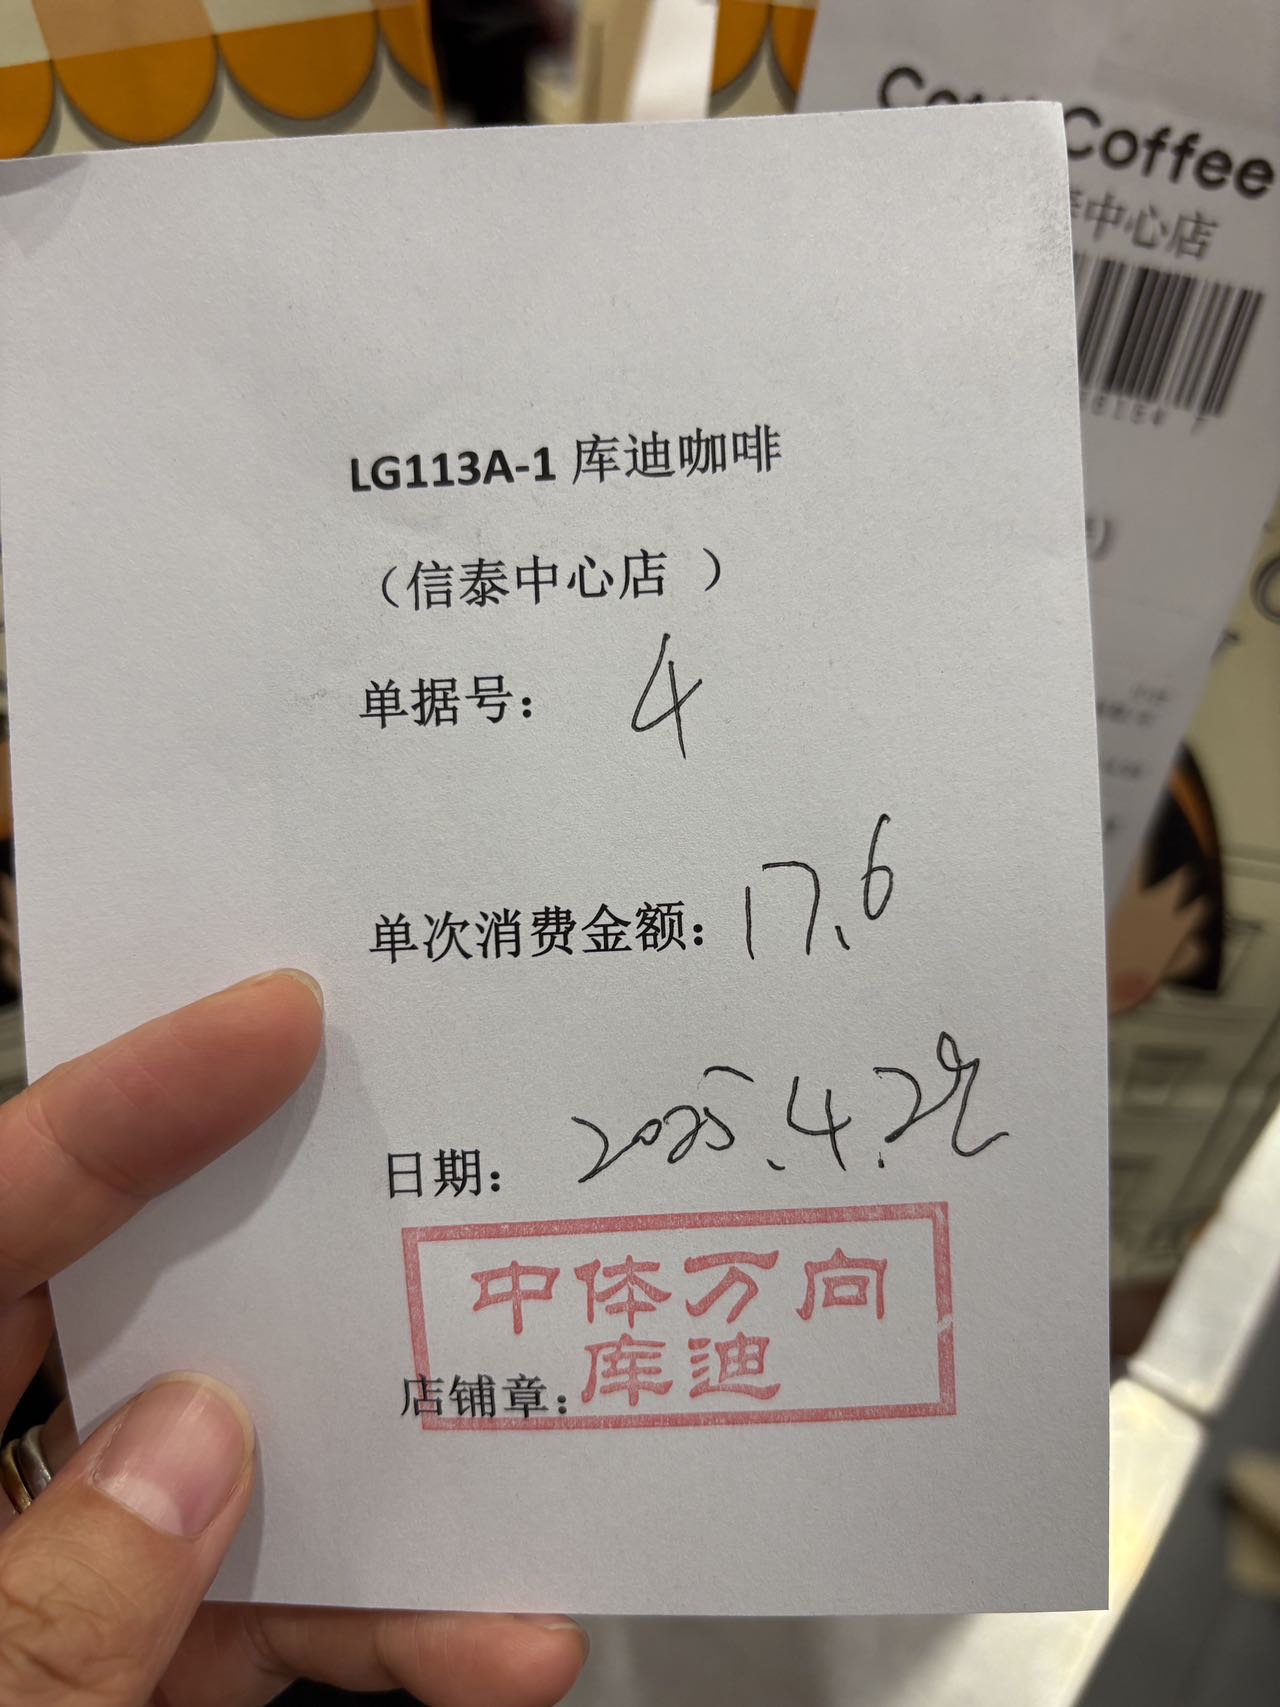 Coffee
中心店
LG113A-1 库迪咖啡
（信泰中心店 ）
单据号： 4
单次消费金额：17.6
日期： 2025.4.29
中体万向
库迪
店铺章：